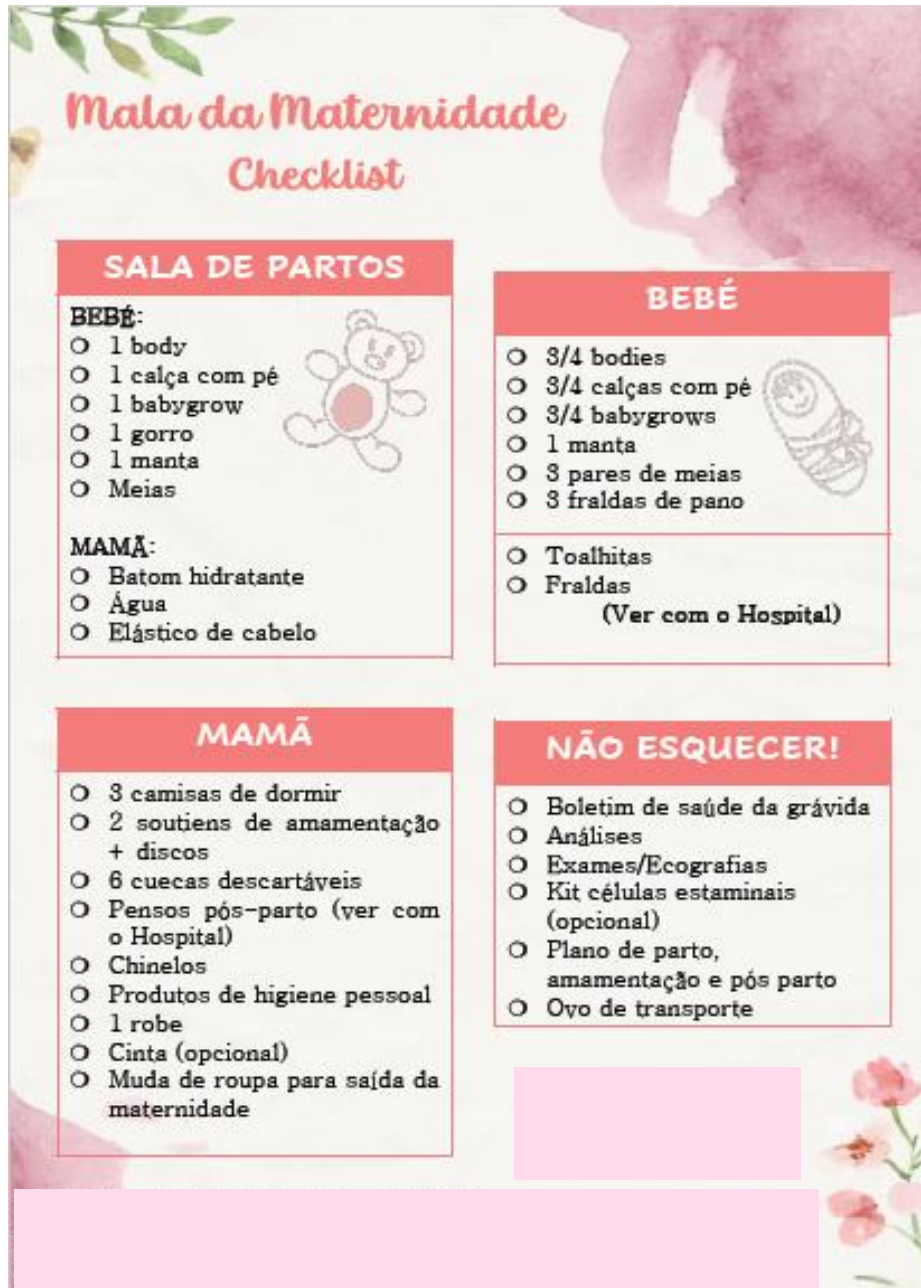 Mala da Maternidade
Checklist
SALA DE PARTOS
BEBÉ:
1 body
1 calça com pé
1 babygrow
1 gorro
1 manta
Meias
MAMÃ:
Batom hidratante
Água
Elástico de cabelo
BEBÉ
3/4 bodies
3/4 calças com pé
3/4 babygrows
1 manta
3 pares de meias
3 fraldas de pano
Toalhitas
Fraldas
(Ver com o Hospital)
MAMÃ
3 camisas de dormir
2 soutiens de amamentação
+ discos
6 cuecas descartáveis
Pensos pós-parto (ver com
o Hospital)
Chinelos
Produtos de higiene pessoal
1 robe
Cinta (opcional)
Muda de roupa para saída da
maternidade
NÃO ESQUECER!
Boletim de saúde da grávida
Análises
Exames/Ecografias
Kit células estaminais
(opcional)
Plano de parto,
amamentação e pós parto
Ovo de transporte